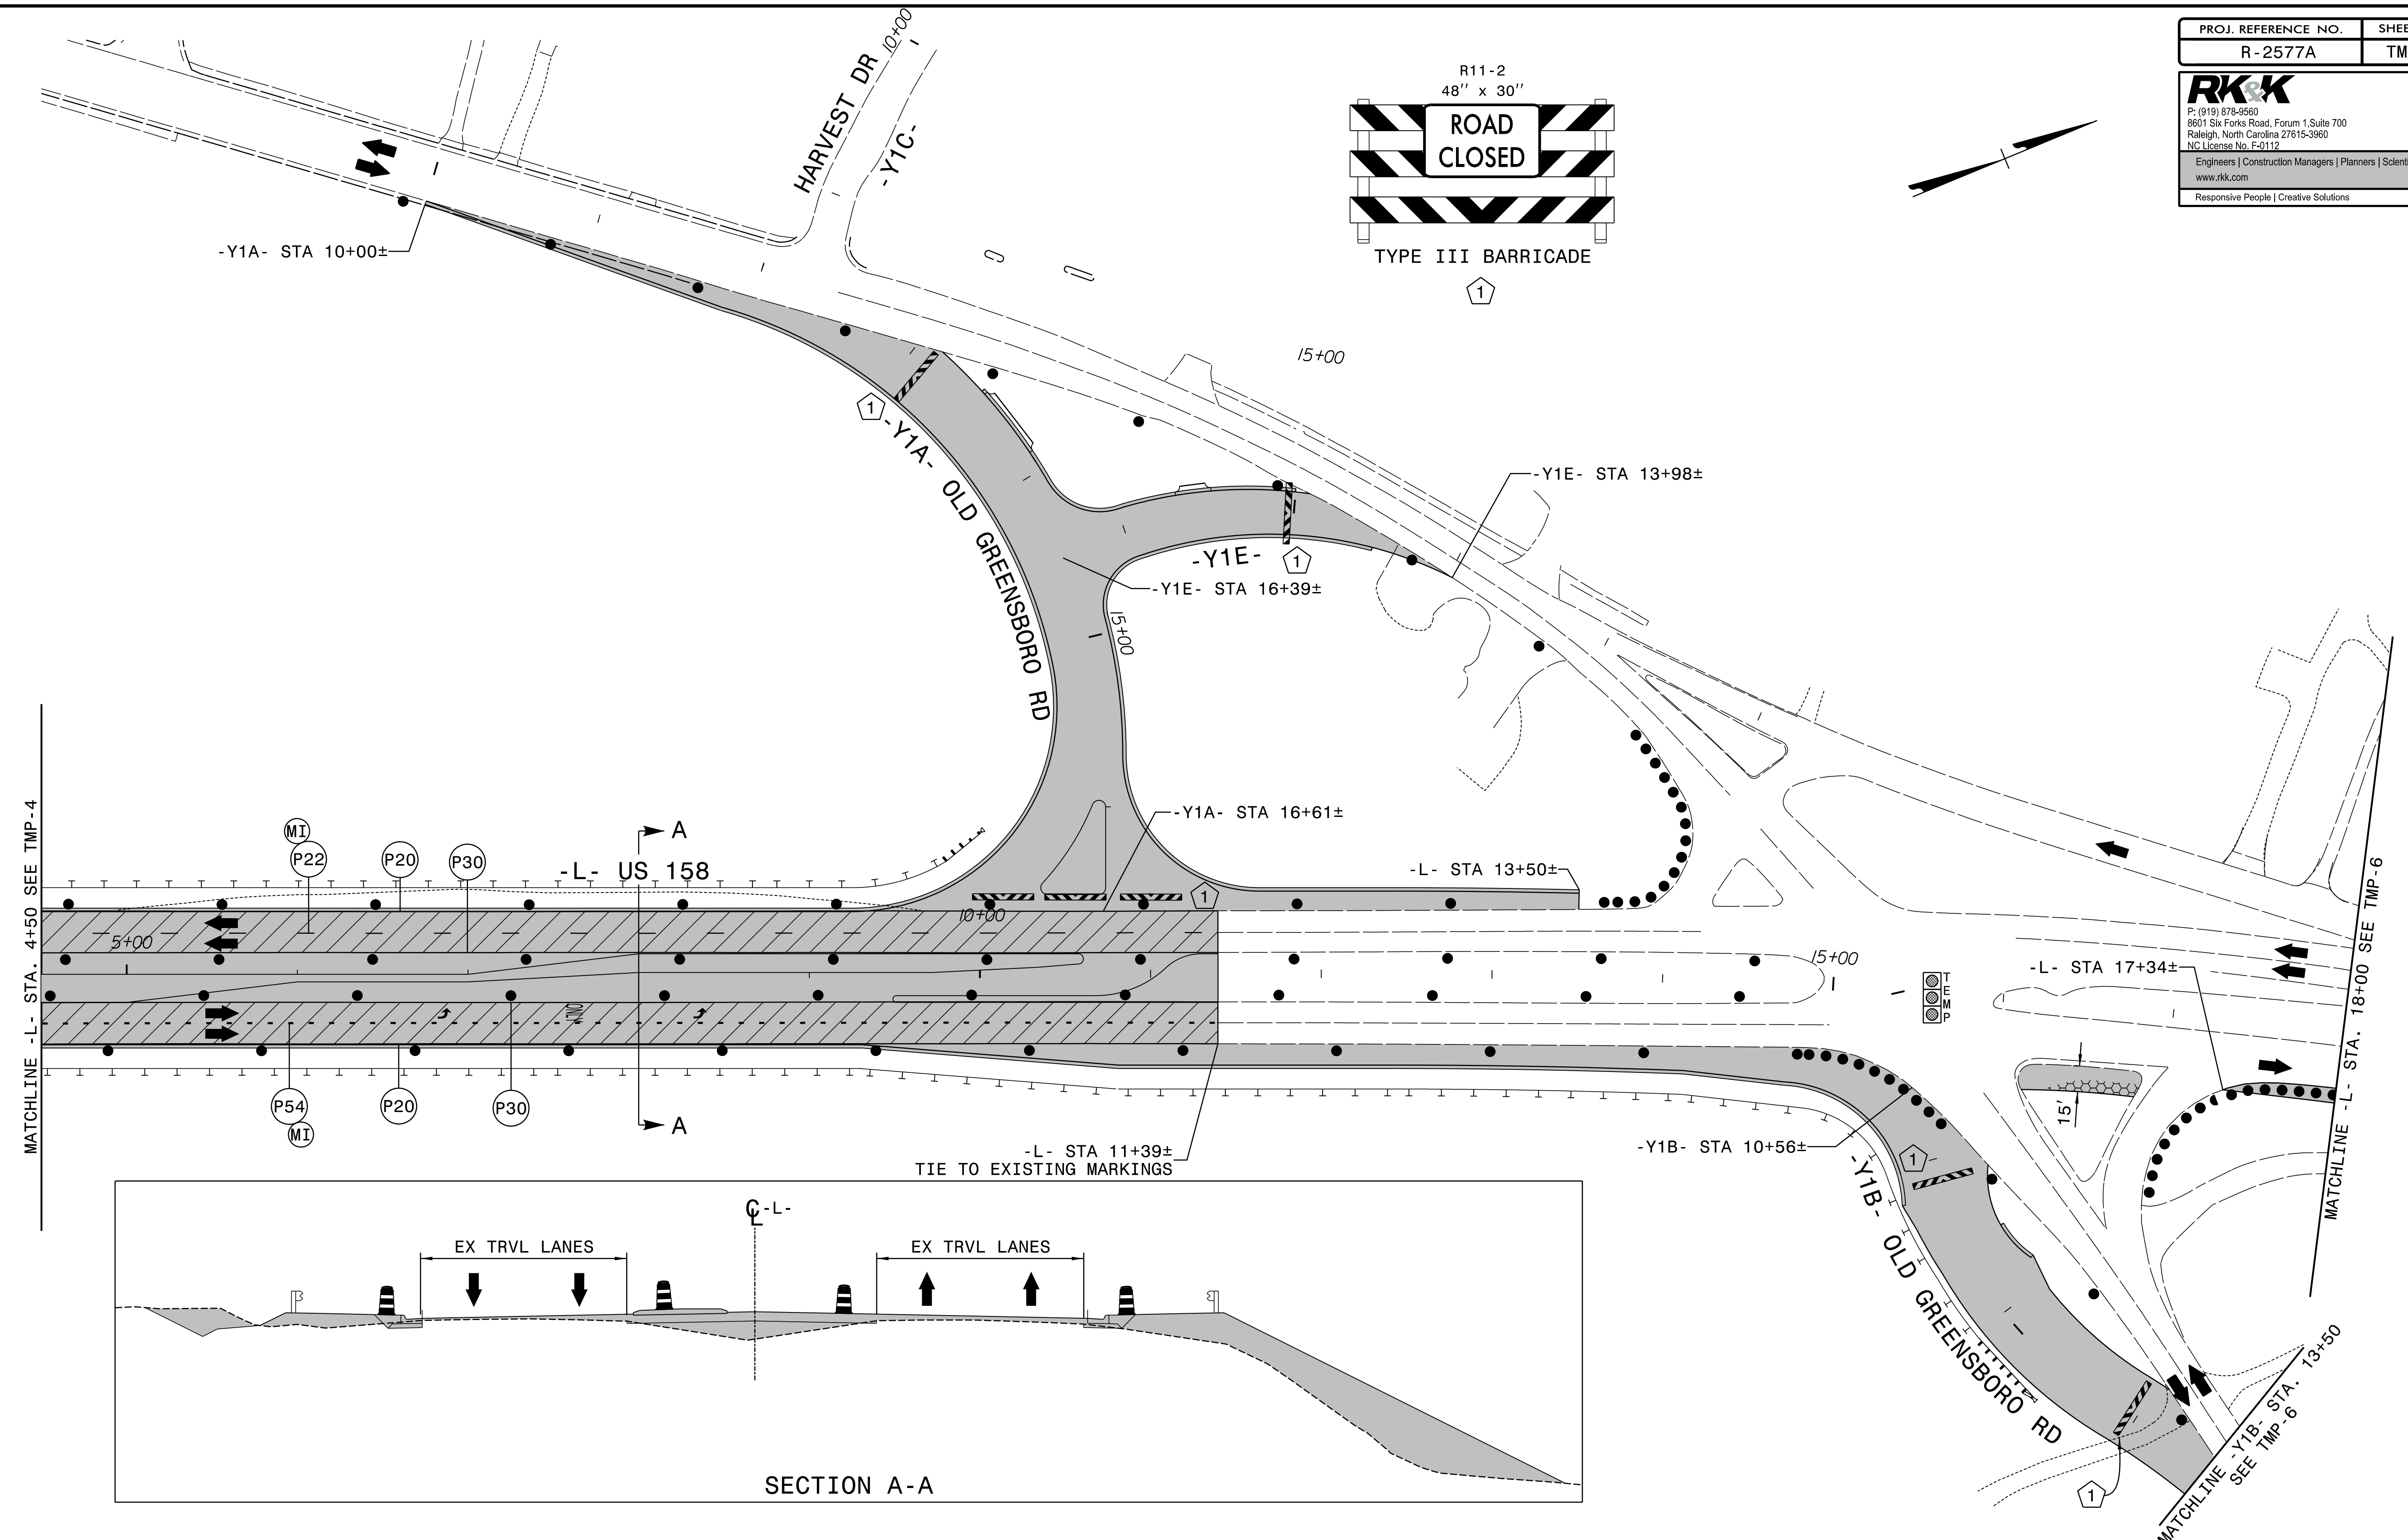 PROJ. REFERENCE NO.
SHEE
R-2577A
TM
RK&K
P: (919) 878-9560
8601 Six Forks Road, Forum 1,Suite 700
Raleigh, North Carolina 27615-3960
NC License No. F-0112
Engineers | Construction Managers | Planners | Scienti
www.rkk.com
Responsive People | Creative Solutions
R11-2
48'' x 30''
ROAD
CLOSED
TYPE III BARRICADE
1
HARVEST DR
10+00
-Y1C-
-Y1A- STA 10+00±
15+00
1
-Y1A- OLD GREENSBORO RD
-Y1E- STA 13+98±
-Y1E-
1
-Y1E- STA 16+39±
15+00
-Y1A- STA 16+61±
MATCHLINE -L- STA. 4+50 SEE TMP-4
MI
P22
P20
P30
A
-L- US 158
-L- STA 13+50±
1
10+00
5+00
15+00
TEMP
-L- STA 17+34±
MATCHLINE -L- STA. 18+00 SEE TMP-6
15'
P54
MI
P20
P30
A
-L- STA 11+39±
TIE TO EXISTING MARKINGS
-Y1B- STA 10+56±
1
-Y1B- OLD GREENSBORO RD
1
MATCHLINE -Y1B- STA. 13+50
SEE TMP-6
CL -L-
EX TRVL LANES
EX TRVL LANES
SECTION A-A